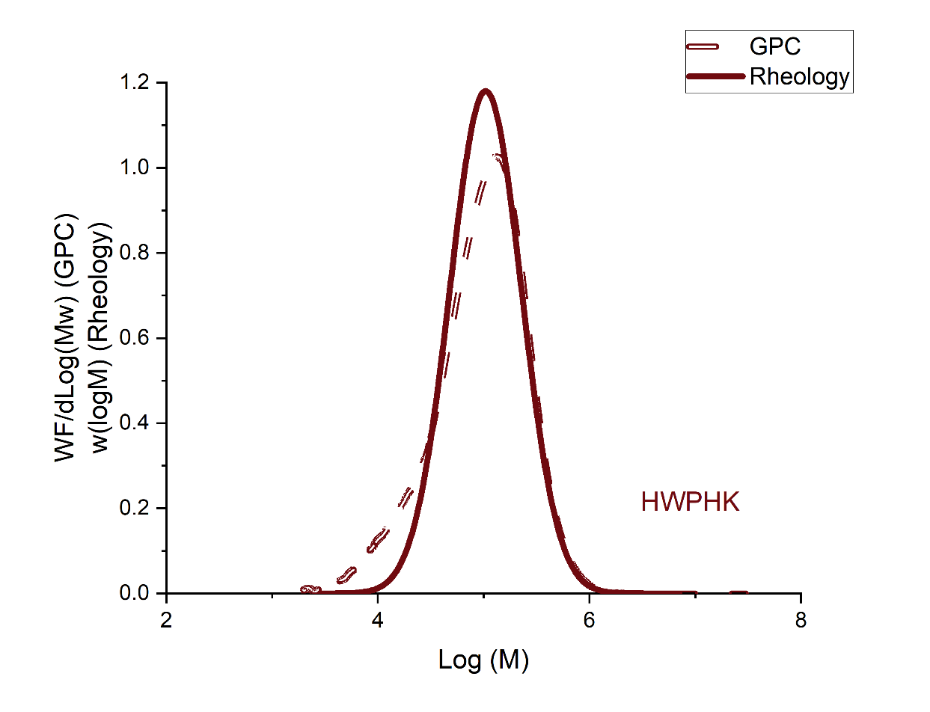 GPC
Rheology
1.2
1.0
0.8
0.6
0.4
0.2
0.0
2
4
6
8
WF/dLog(Mw) (GPC)
w(logM) (Rheology)
HWPHK
Log (M)